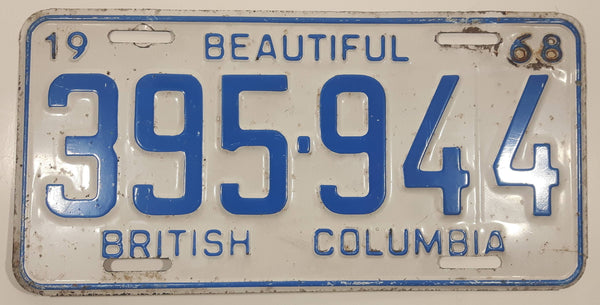 19 BEAUTIFUL 68
395-944
BRITISH COLUMBIA